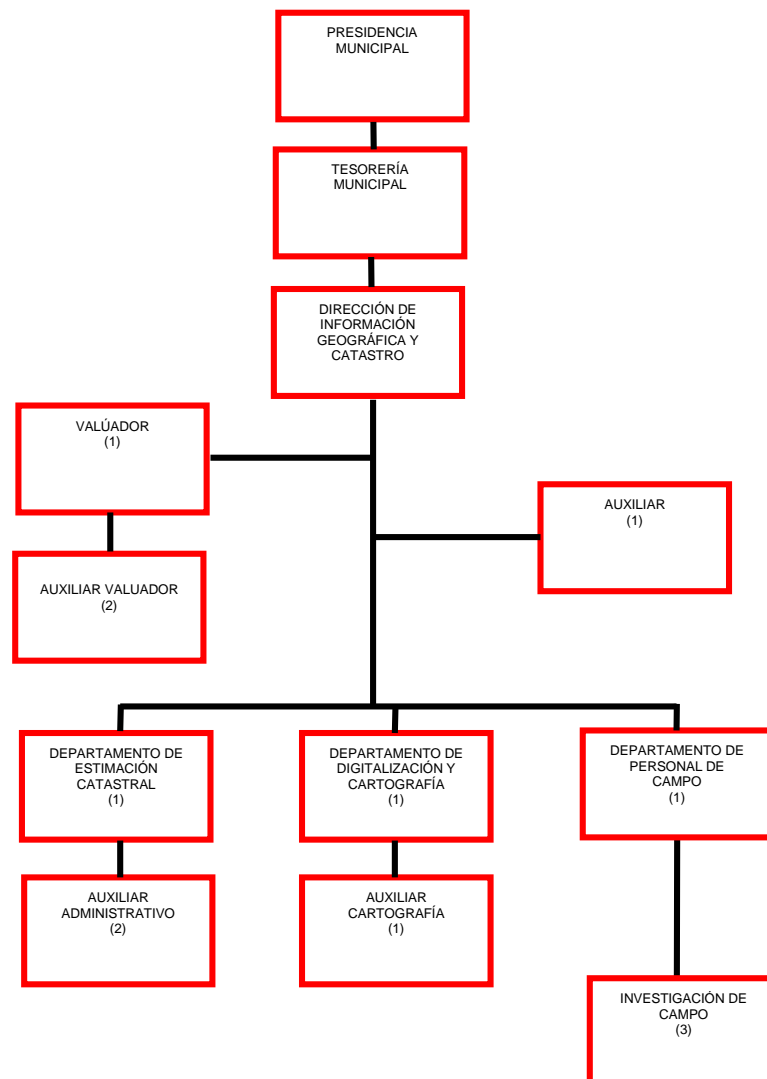 PRESIDENCIA
MUNICIPAL
TESORERÍA
MUNICIPAL
DIRECCIÓN DE
INFORMACIÓN
GEOGRÁFICA Y
CATASTRO
VALÚADOR
(1)
AUXILIAR
(1)
AUXILIAR VALUADOR
(2)
DEPARTAMENTO DE
ESTIMACIÓN
CATASTRAL
(1)
DEPARTAMENTO DE
DIGITALIZACIÓN Y
CARTOGRAFÍA
(1)
DEPARTAMENTO DE
PERSONAL DE
CAMPO
(1)
AUXILIAR
ADMINISTRATIVO
(2)
AUXILIAR
CARTOGRAFÍA
(1)
INVESTIGACIÓN DE
CAMPO
(3)